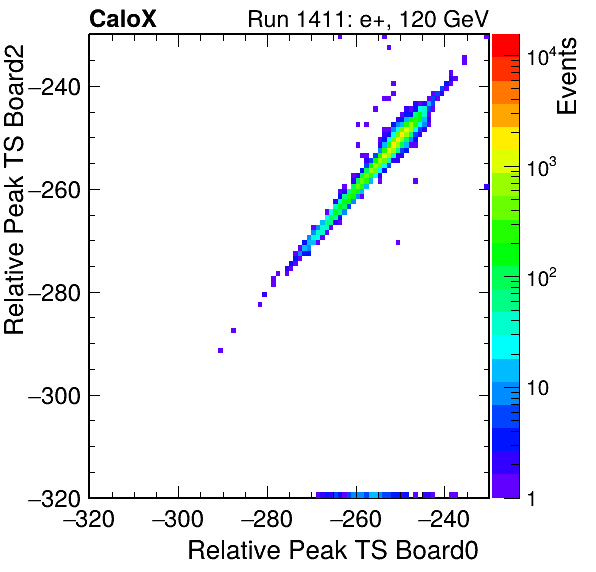 CaloX Run 1411: e+, 120 GeV
Relative Peak TS Board2
Events
−240
−260
−280
−300
−320
10⁴
10³
10²
10
1
−320 −300 −280 −260 −240
Relative Peak TS Board0